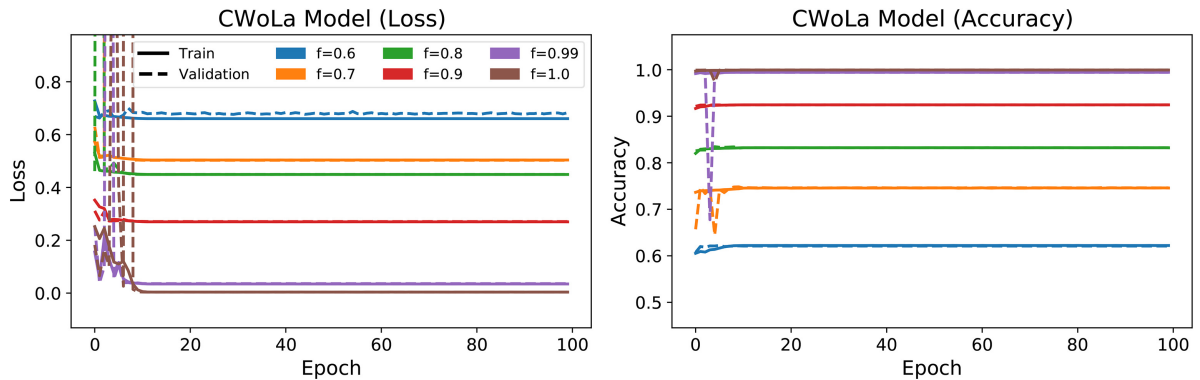 CWoLa Model (Loss)
Loss
0.8
0.6
0.4
0.2
0.0
Train
Validation
f=0.6
f=0.7
f=0.8
f=0.9
f=0.99
f=1.0
0 20 40 60 80 100
Epoch
CWoLa Model (Accuracy)
Accuracy
1.0
0.9
0.8
0.7
0.6
0.5
0 20 40 60 80 100
Epoch